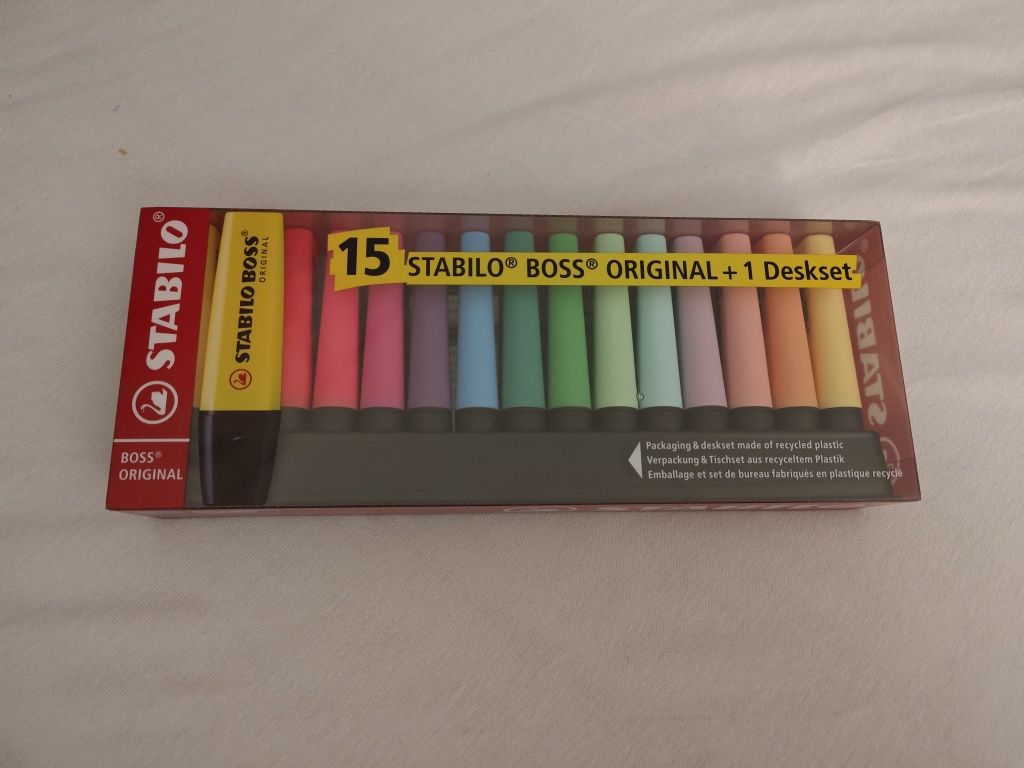 STABILO®
BOSS®
ORIGINAL
STABILO BOSS®
ORIGINAL
15 STABILO® BOSS® ORIGINAL + 1 Deskset
Packaging & deskset made of recycled plastic
Verpackung & Tischset aus recyceltem Plastik
Emballage et set de bureau fabriqués en plastique recyclé
STABILO